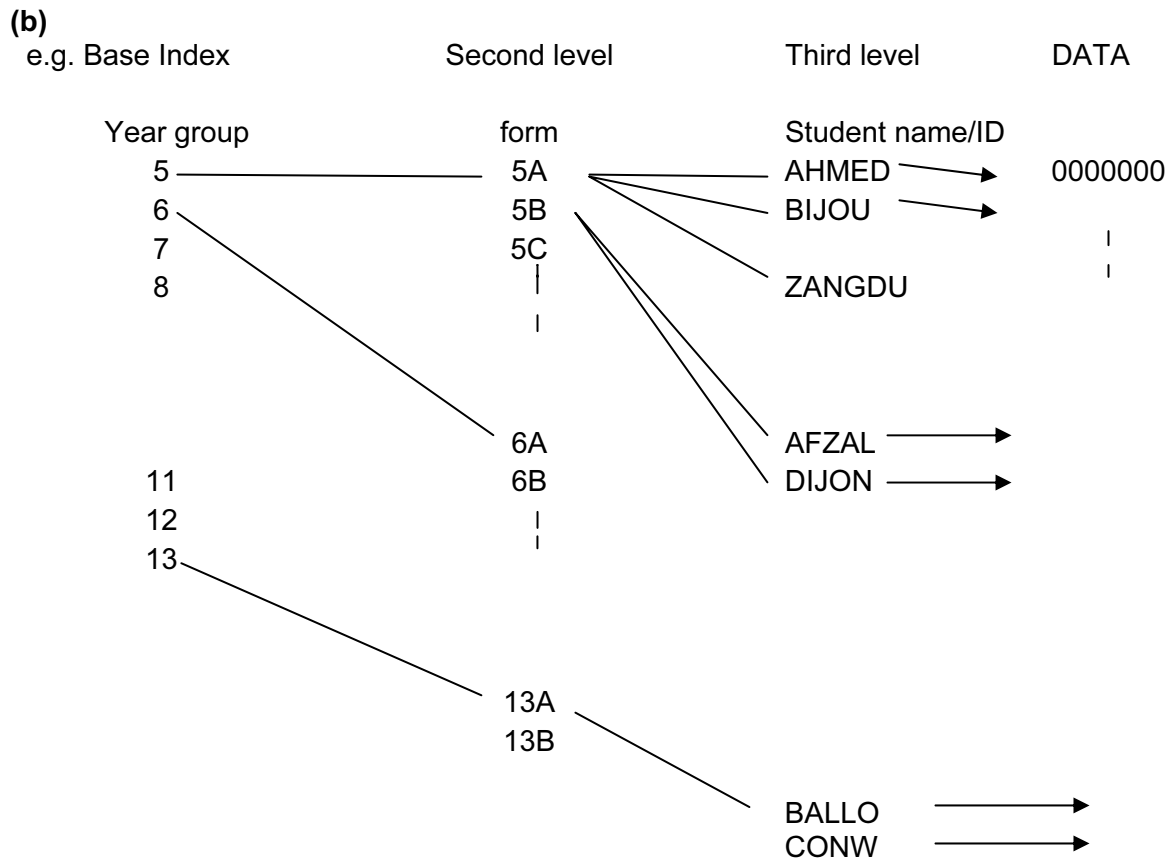 (b)
e.g. Base Index Second level Third level DATA
Year group form Student name/ID
5 5A AHMED 0000000
6 5B BIJOU
7 5C
8 ZANGDU
6A AFZAL
11 6B DIJON
12
13
13A
13B
BALLO
CONW